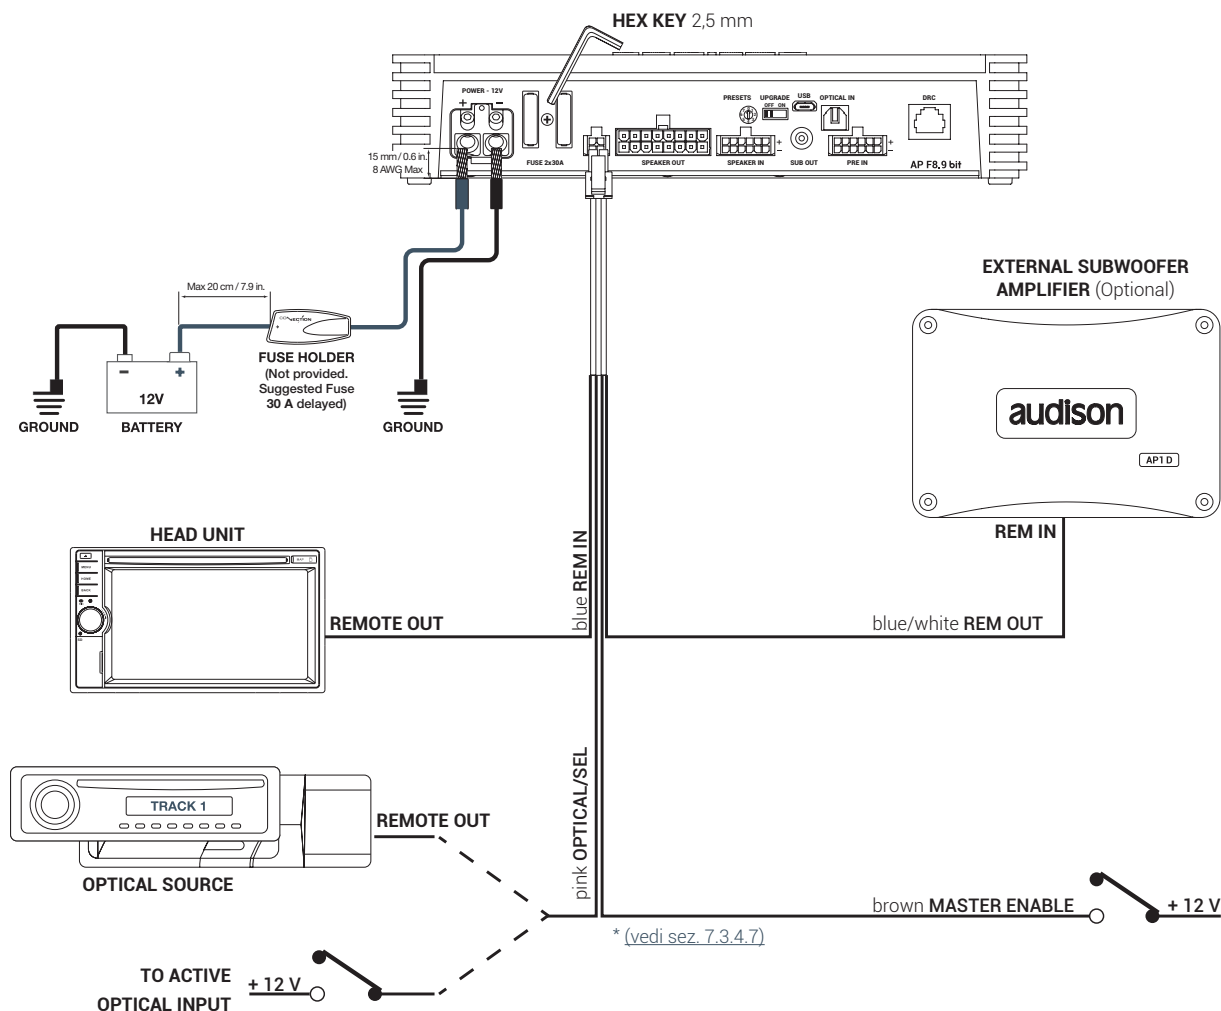 HEX KEY 2,5 mm
POWER - 12V
+ −
15 mm / 0.6 in.
8 AWG Max
FUSE 2x30A
SPEAKER OUT
PRESETS
UPGRADE
OFF ON
USB
OPTICAL IN
DRC
SPEAKER IN
+
−
SUB OUT
PRE IN
+
−
AP F8.9 bit
Max 20 cm / 7.9 in.
CONNECTION
FUSE HOLDER
(Not provided.
Suggested Fuse
30 A delayed)
− +
12V
GROUND
BATTERY
GROUND
EXTERNAL SUBWOOFER
AMPLIFIER (Optional)
audison
AP1 D
REM IN
HEAD UNIT
MENU
HOME
BACK
REMOTE OUT
blue REM IN
blue/white REM OUT
TRACK 1
REMOTE OUT
OPTICAL SOURCE
pink OPTICAL/SEL
brown MASTER ENABLE
+ 12 V
* (vedi sez. 7.3.4.7)
TO ACTIVE
OPTICAL INPUT
+ 12 V